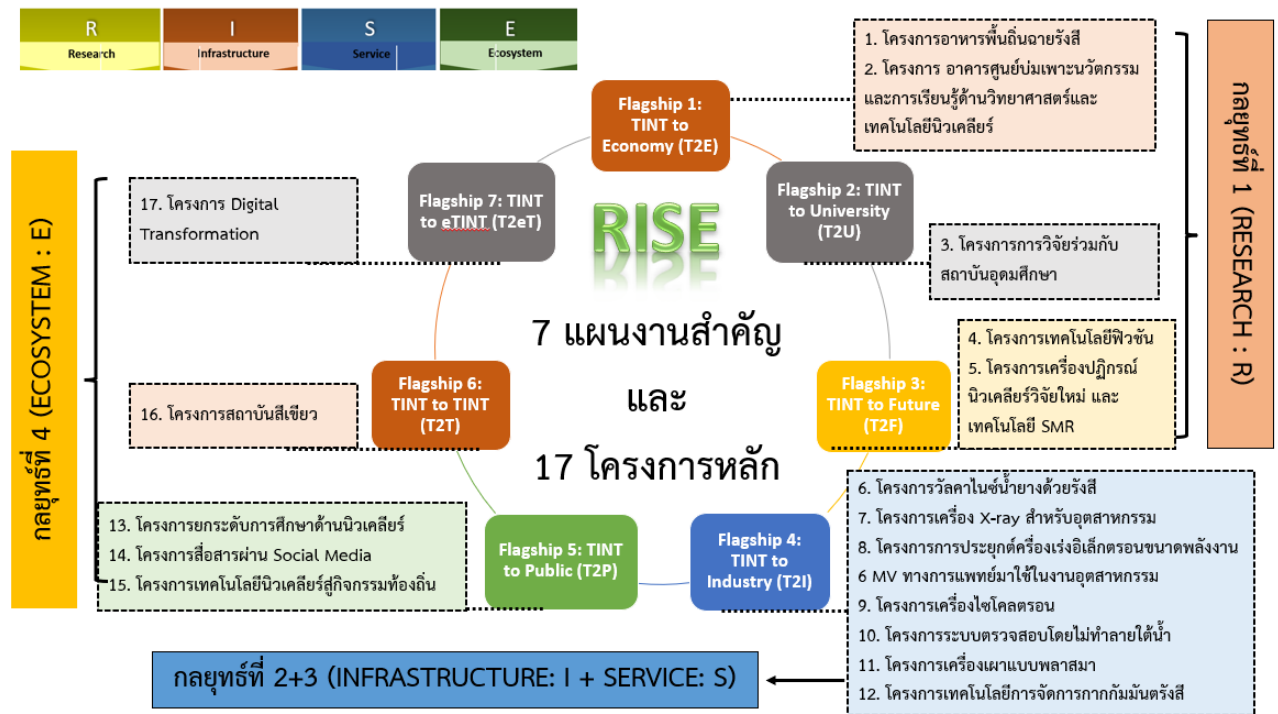 R
Research
I
Infrastructure
S
Service
E
Ecosystem
1. โครงการอาหารพื้นถิ่นฉายรังสี
2. โครงการ อาคารศูนย์บ่มเพาะนวัตกรรม
และการเรียนรู้ด้านวิทยาศาสตร์และ
เทคโนโลยีนิวเคลียร์
กลยุทธ์ที่ 1 (RESEARCH : R)
Flagship 1:
TINT to
Economy (T2E)
Flagship 7: TINT
to eTINT (T2eT)
Flagship 2: TINT
to University
(T2U)
RISE
17. โครงการ Digital
Transformation
3. โครงการการวิจัยร่วมกับ
สถาบันอุดมศึกษา
กลยุทธ์ที่ 4 (ECOSYSTEM : E)
7 แผนงานสำคัญ
และ
17 โครงการหลัก
4. โครงการเทคโนโลยีฟิวชัน
5. โครงการเครื่องปฏิกรณ์
นิวเคลียร์วิจัยใหม่ และ
เทคโนโลยี SMR
Flagship 6:
TINT to TINT
(T2T)
Flagship 3:
TINT to Future
(T2F)
16. โครงการสถาบันสีเขียว
13. โครงการยกระดับการศึกษาด้านนิวเคลียร์
14. โครงการสื่อสารผ่าน Social Media
15. โครงการเทคโนโลยีนิวเคลียร์สู่กิจกรรมท้องถิ่น
Flagship 5: TINT
to Public (T2P)
Flagship 4:
TINT to
Industry (T2I)
6. โครงการวัลคาไนซ์น้ำยางด้วยรังสี
7. โครงการเครื่อง X-ray สำหรับอุตสาหกรรม
8. โครงการการประยุกต์เครื่องเร่งอิเล็กตรอนขนาดพลังงาน
6 MV ทางการแพทย์มาใช้ในงานอุตสาหกรรม
9. โครงการเครื่องไซโคลตรอน
10. โครงการระบบตรวจสอบโดยไม่ทำลายใต้น้ำ
11. โครงการเครื่องเผาแบบพลาสมา
12. โครงการเทคโนโลยีการจัดการกากกัมมันตรังสี
กลยุทธ์ที่ 2+3 (INFRASTRUCTURE: I + SERVICE: S)